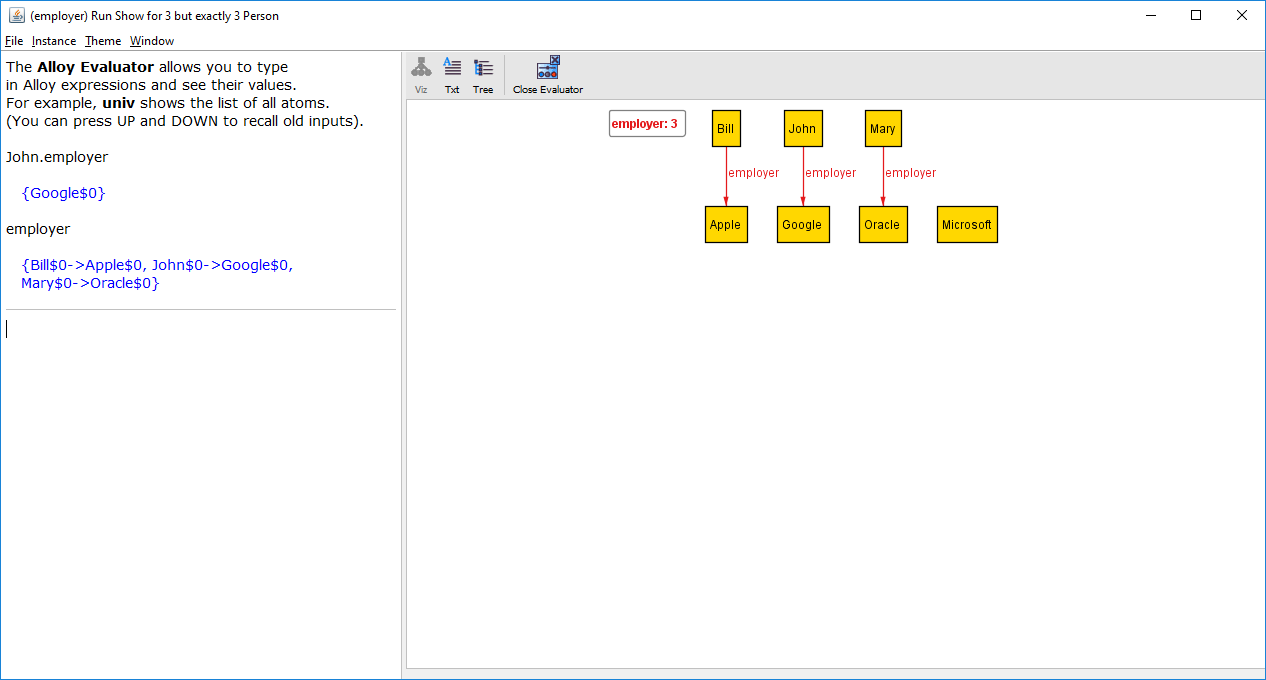 (employer) Run Show for 3 but exactly 3 Person
File Instance Theme Window
The Alloy Evaluator allows you to type
in Alloy expressions and see their values.
For example, univ shows the list of all atoms.
(You can press UP and DOWN to recall old inputs).
John.employer
{Google$0}
employer
{Bill$0->Apple$0, John$0->Google$0,
Mary$0->Oracle$0}
Viz Txt Tree Close Evaluator
employer: 3 Bill John Mary
employer employer employer
Apple Google Oracle Microsoft